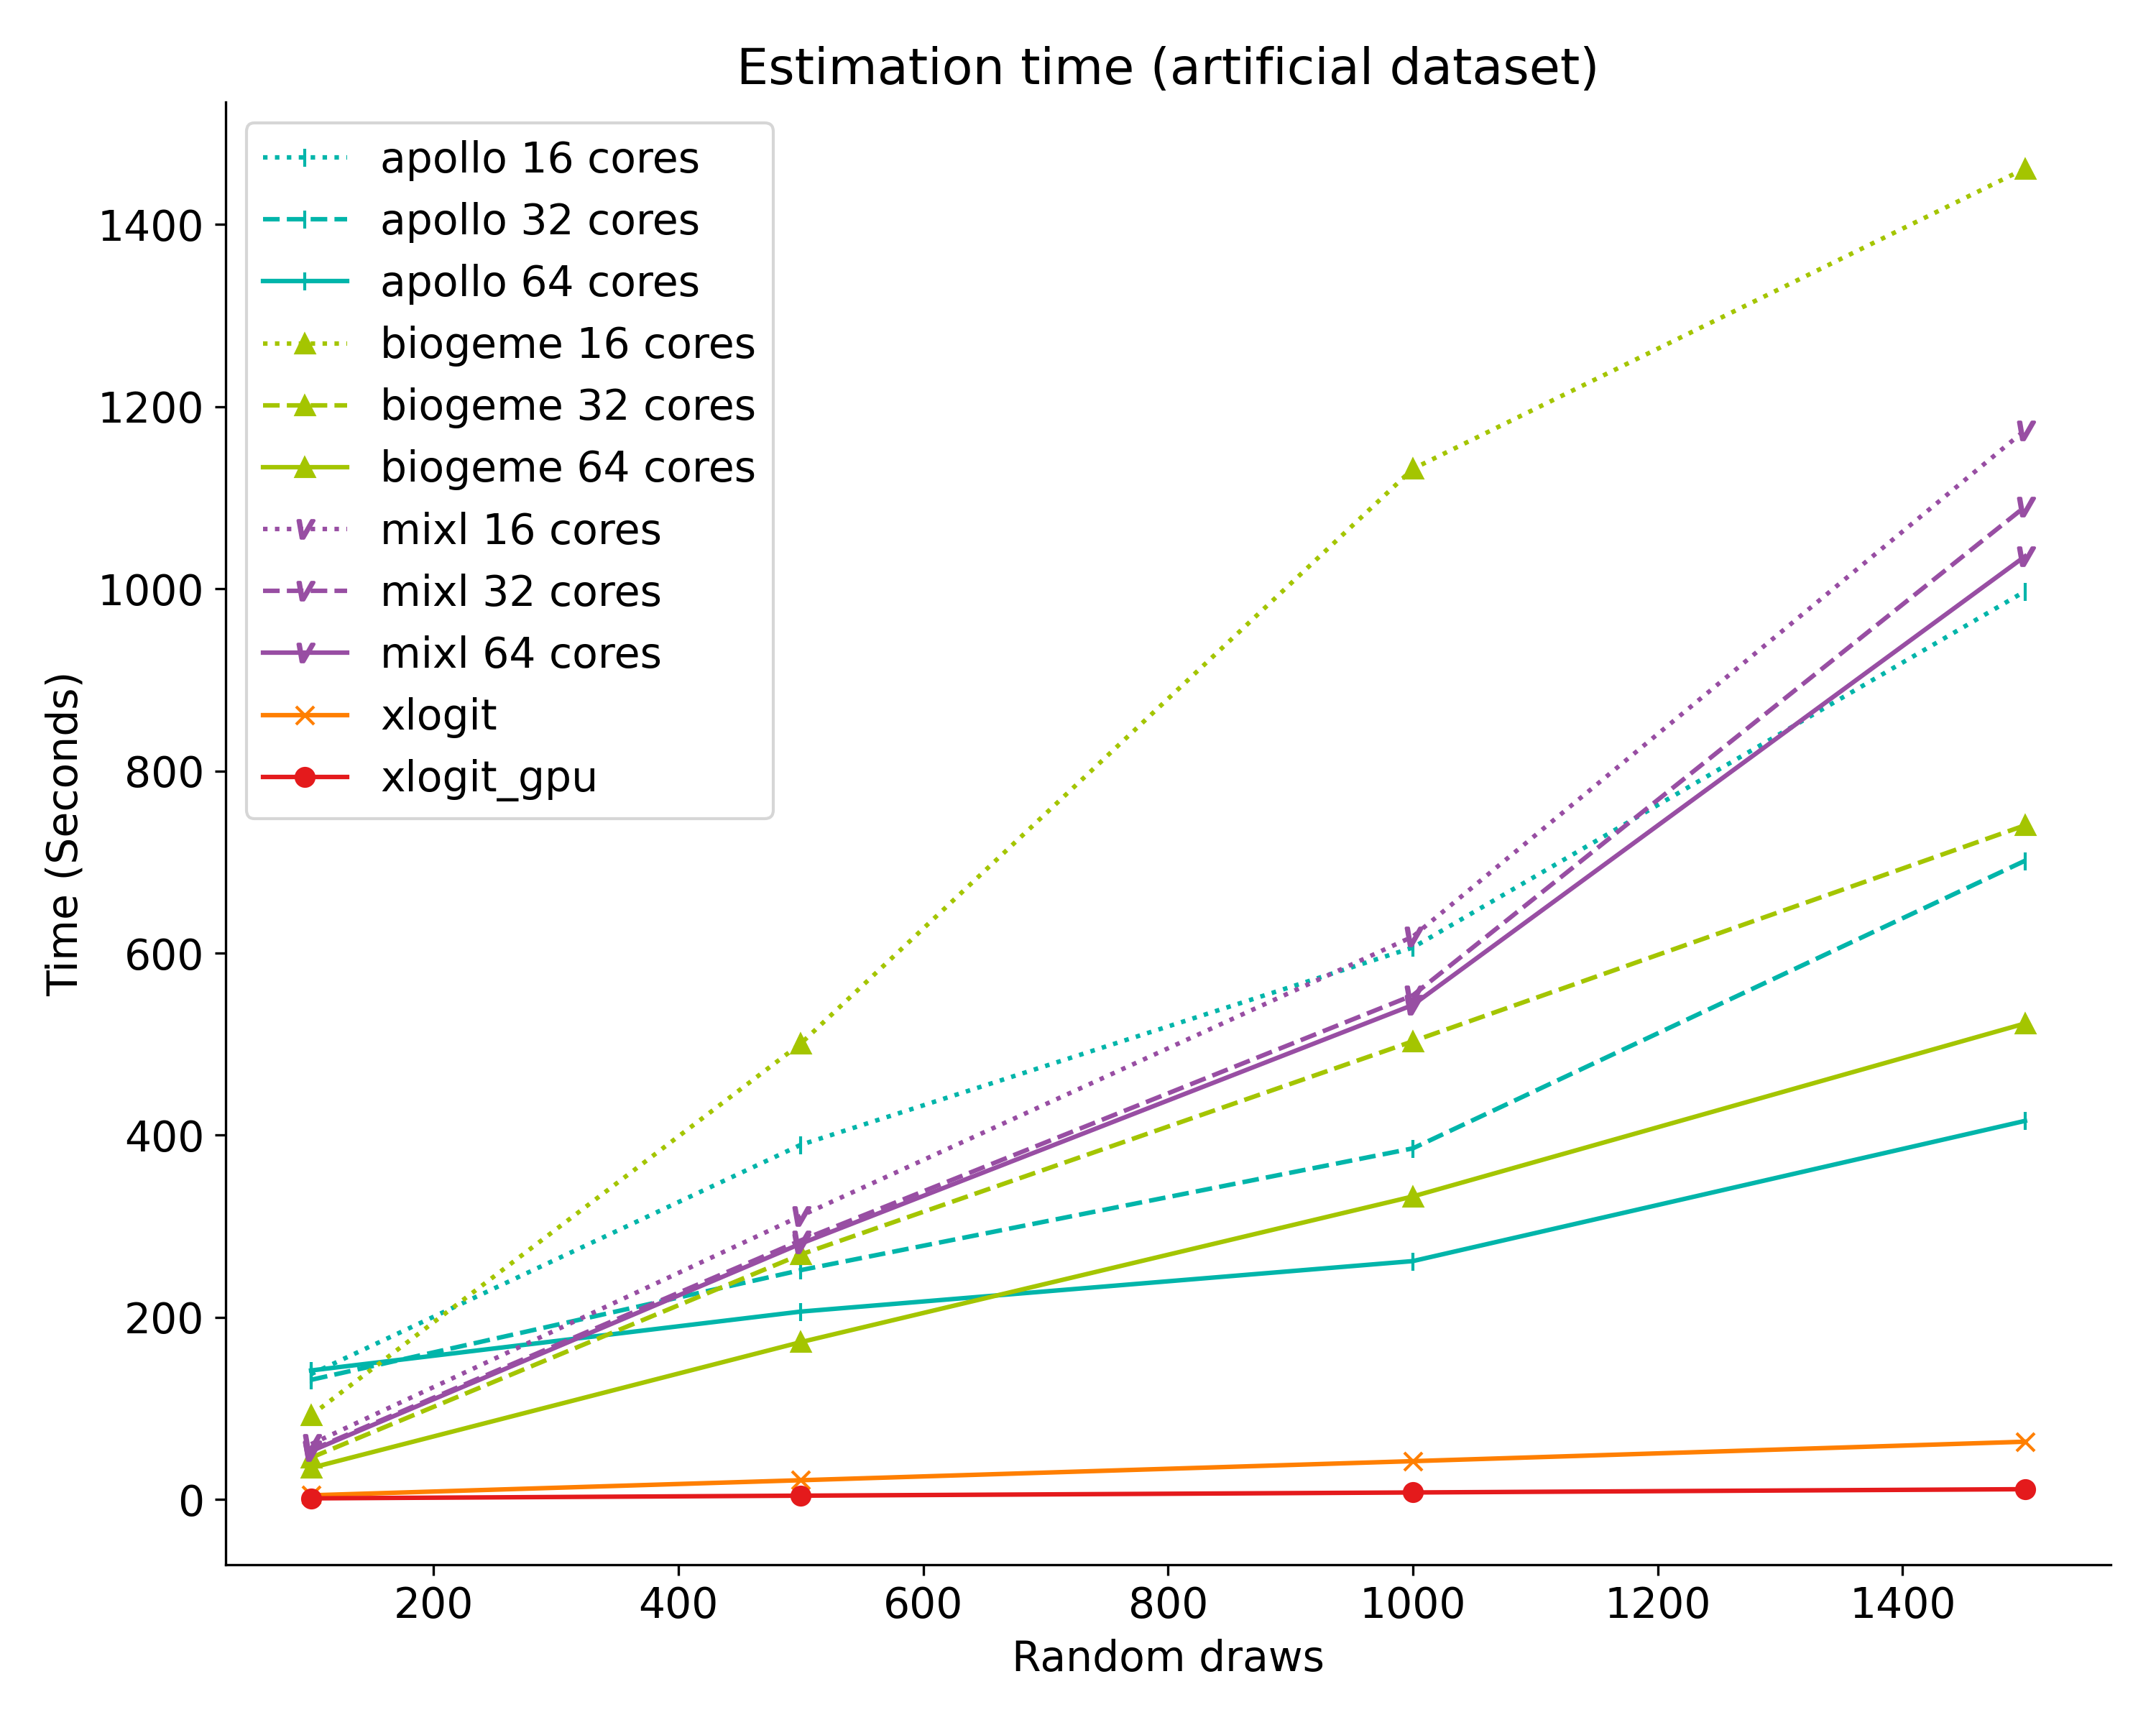 Estimation time (artificial dataset)
apollo 16 cores
apollo 32 cores
apollo 64 cores
biogeme 16 cores
biogeme 32 cores
biogeme 64 cores
mixl 16 cores
mixl 32 cores
mixl 64 cores
xlogit
xlogit_gpu
Time (Seconds)
1400
1200
1000
800
600
400
200
0
200 400 600 800 1000 1200 1400
Random draws